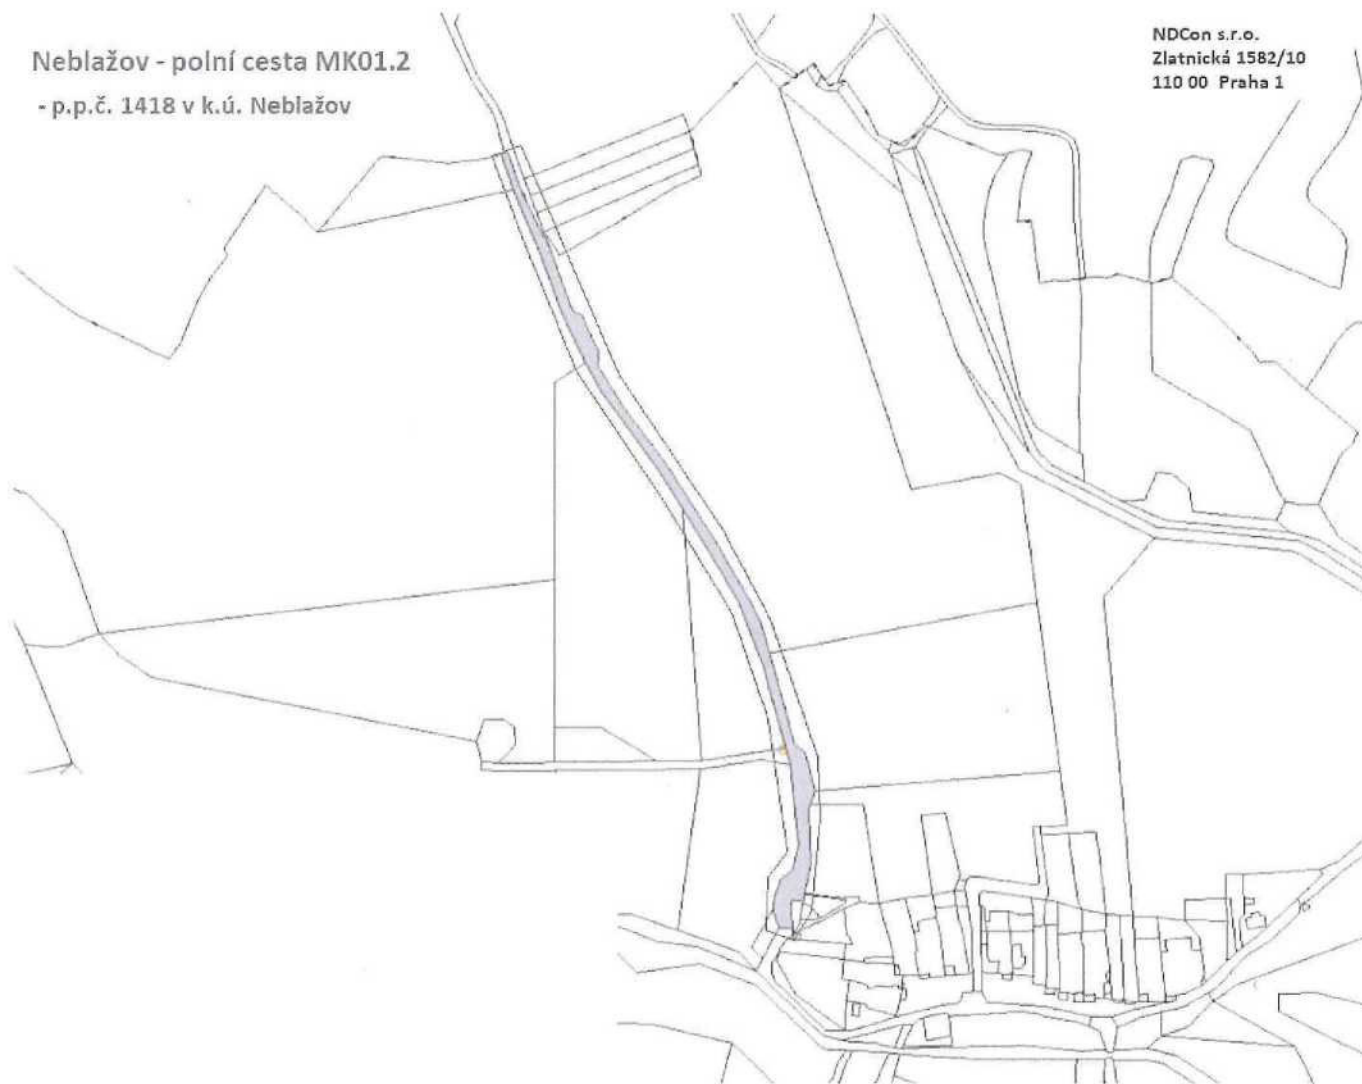 Neblažov - polní cesta MK01.2
- p.p.č. 1418 v k.ú. Neblažov
NDCon s.r.o.
Zlatnická 1582/10
110 00 Praha 1